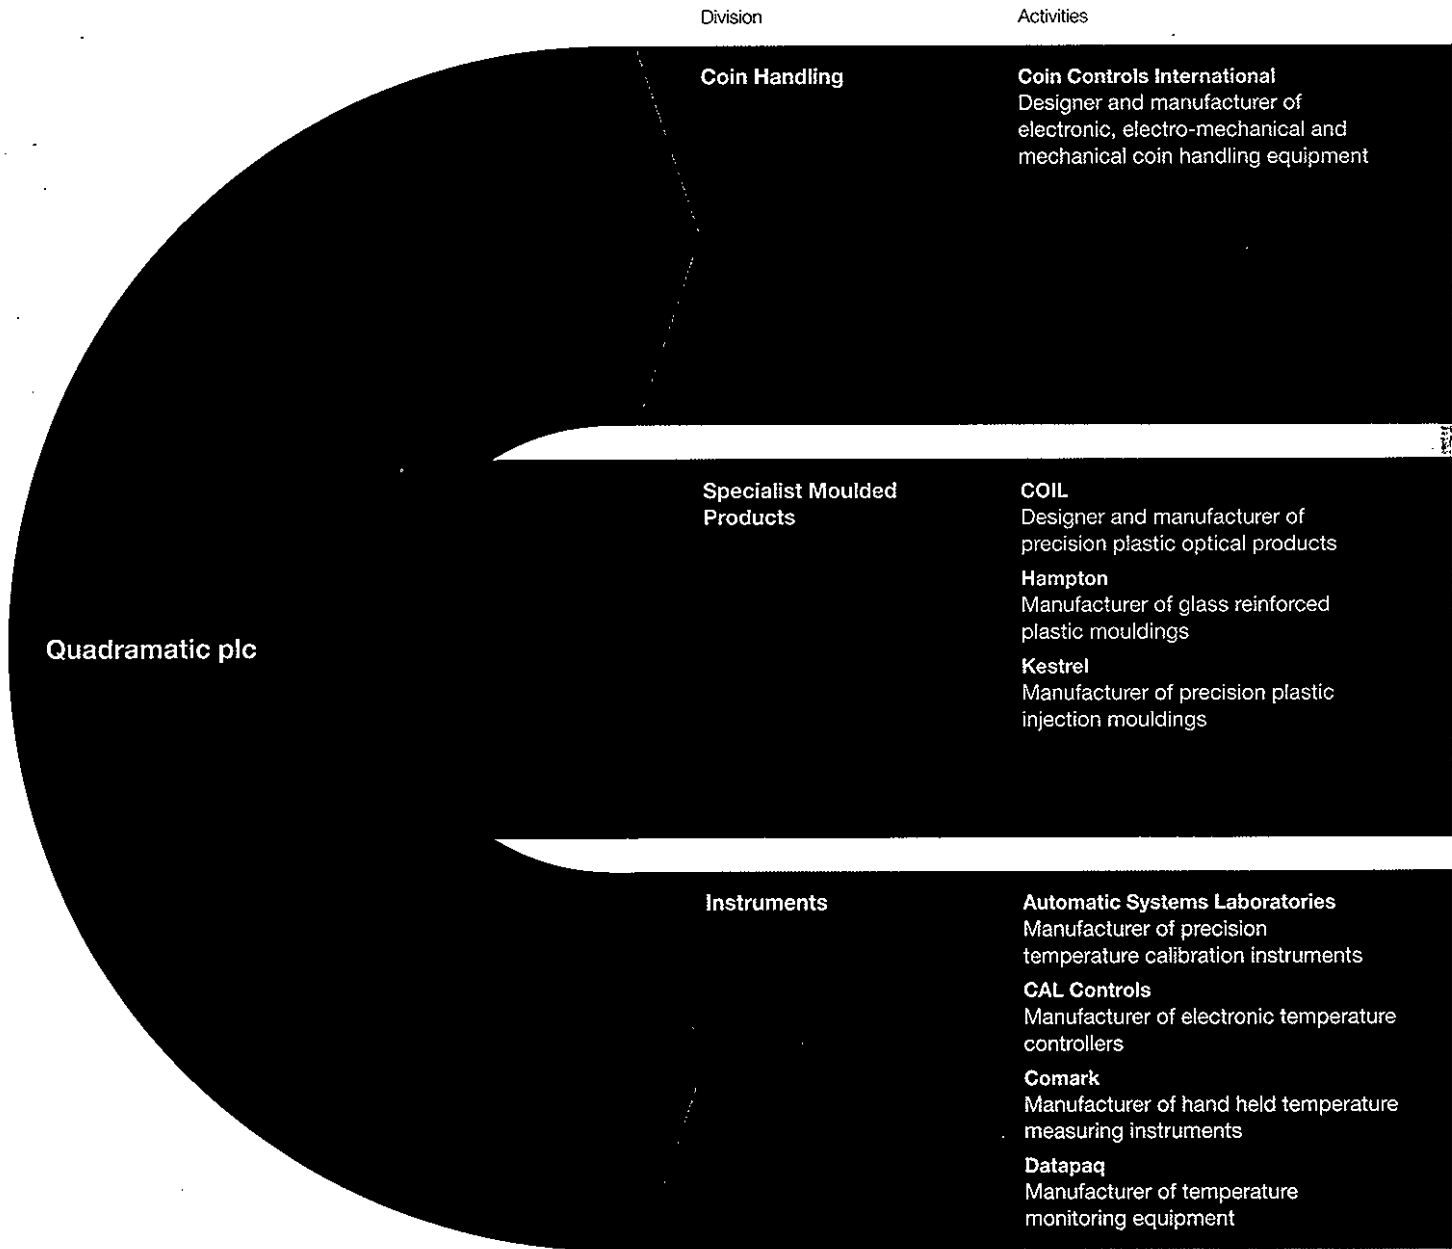 Division Activities
Coin Handling
Coin Controls International
Designer and manufacturer of
electronic, electro-mechanical and
mechanical coin handling equipment
Specialist Moulded
Products
COIL
Designer and manufacturer of
precision plastic optical products
Hampton
Manufacturer of glass reinforced
plastic mouldings
Kestrel
Manufacturer of precision plastic
injection mouldings
Quadramatic plc
Instruments
Automatic Systems Laboratories
Manufacturer of precision
temperature calibration instruments
CAL Controls
Manufacturer of electronic temperature
controllers
Comark
Manufacturer of hand held temperature
measuring instruments
Datapaq
Manufacturer of temperature
monitoring equipment